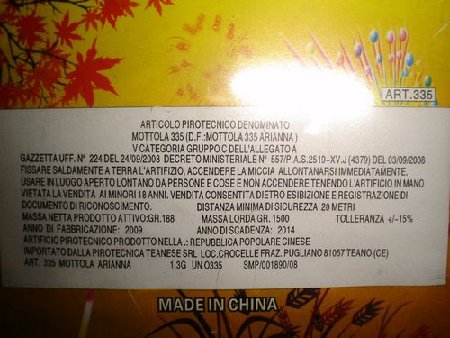 ART.335
ARTICOLO PIROTECNICO DENOMINATO
MOTTOLA 335 (D.F.:MOTTOLA 335 ARIANNA)
V CATEGORIA GRUPPO C DELL'ALLEGATO A
GAZZETTA UFF. N° 224 DEL 24/09/2008 DECRETO MINISTERIALE N° 557/P.A.S.2510-XV.J (4379) DEL 03/09/2008
FISSARE SALDAMENTE A TERRA L'ARTIFIZIO, ACCENDERE LA MICCIA ALLONTANARSI IMMEDIATAMENTE.
USARE IN LUOGO APERTO LONTANO DA PERSONE E COSE E NON ACCENDERE TENENDO L'ARTIFICIO IN MANO
VIETATA LA VENDITA AI MINORI 18 ANNI. VENDITA CONSENTITA DIETRO ESIBIZIONE E REGISTRAZIONE DI
DOCUMENTO DI RICONOSCIMENTO. DISTANZA MINIMA DI SICUREZZA 20 METRI
MASSA NETTA PRODOTTO ATTIVO: GR.188 MASSA LORDA GR. 1500 TOLLERANZA +/-15%
ANNO DI FABBRICAZIONE: 2009 ANNO DI SCADENZA: 2014
ARTIFICIO PIROTECNICO PRODOTTO NELLA.: REPUBBLICA POPOLARE CINESE
IMPORTATO DALLA PIROTECNICA TEANESE SRL LOC. CROCELLE FRAZ. PUGLIANO 81057 TEANO (CE)
ART. 335 MOTTOLA ARIANNA 1.3G UN0335 SMP/001890/08
MADE IN CHINA